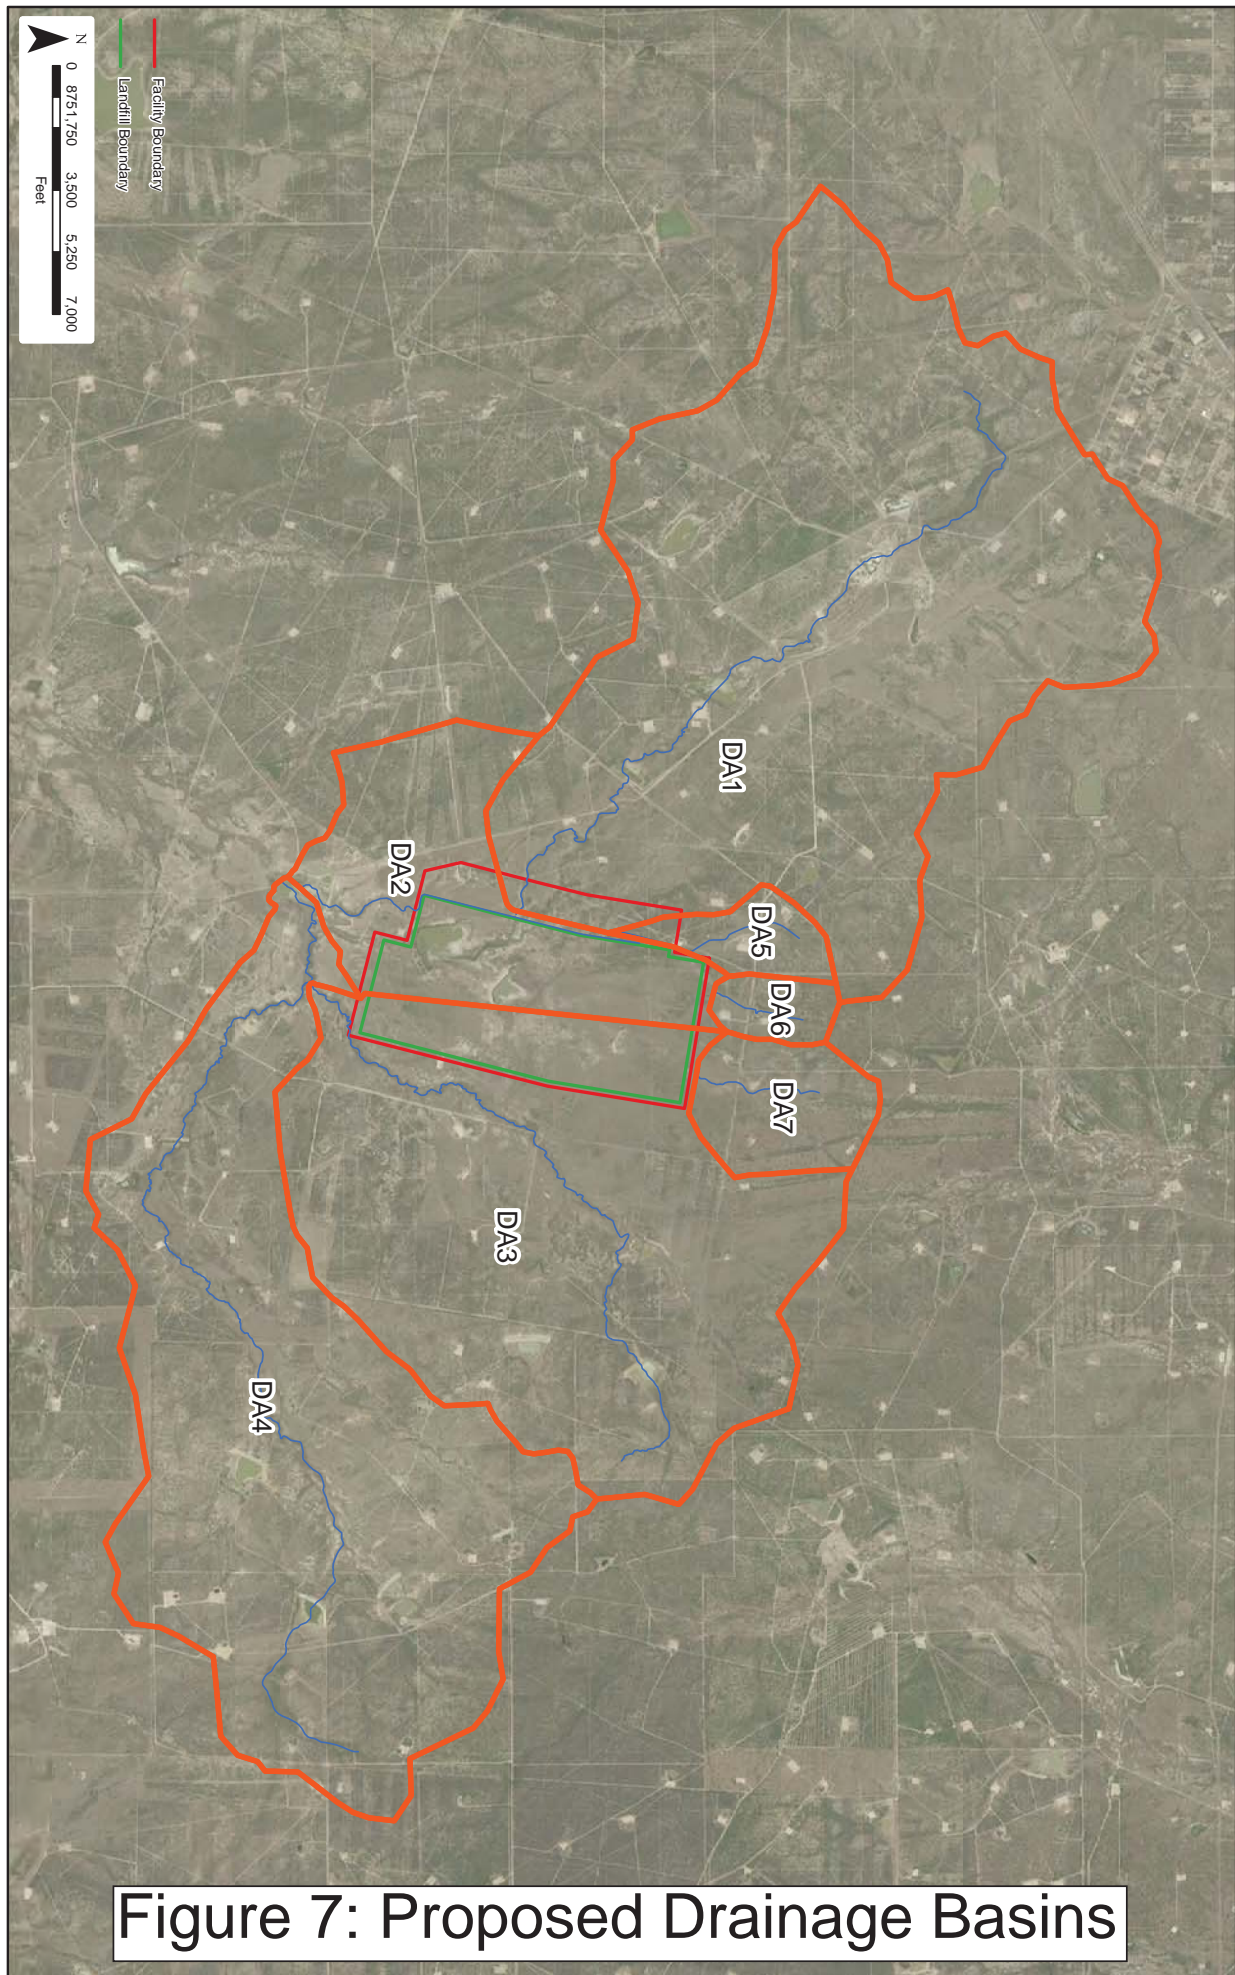 Figure 7: Proposed Drainage Basins
DA1
DA2
DA5
DA6
DA7
DA3
DA4
Facility Boundary
Landfill Boundary
N
0 875 1,750 3,500 5,250 7,000
Feet